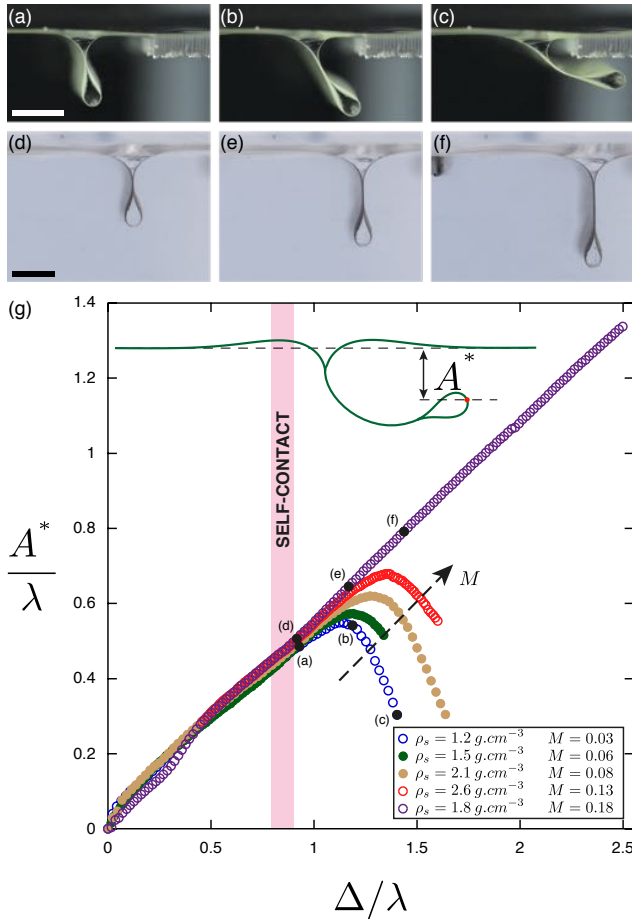 (a)
(b)
(c)
(d)
(e)
(f)
(g)
1.4
1.2
1
0.8
0.6
0.4
0.2
0
A*
λ
A*
SELF-CONTACT
(f)
(e)
(d)
(a)
(b)
(c)
M
ρs = 1.2 g.cm⁻³ M = 0.03
ρs = 1.5 g.cm⁻³ M = 0.06
ρs = 2.1 g.cm⁻³ M = 0.08
ρs = 2.6 g.cm⁻³ M = 0.13
ρs = 1.8 g.cm⁻³ M = 0.18
0 0.5 1 1.5 2 2.5
Δ/λ